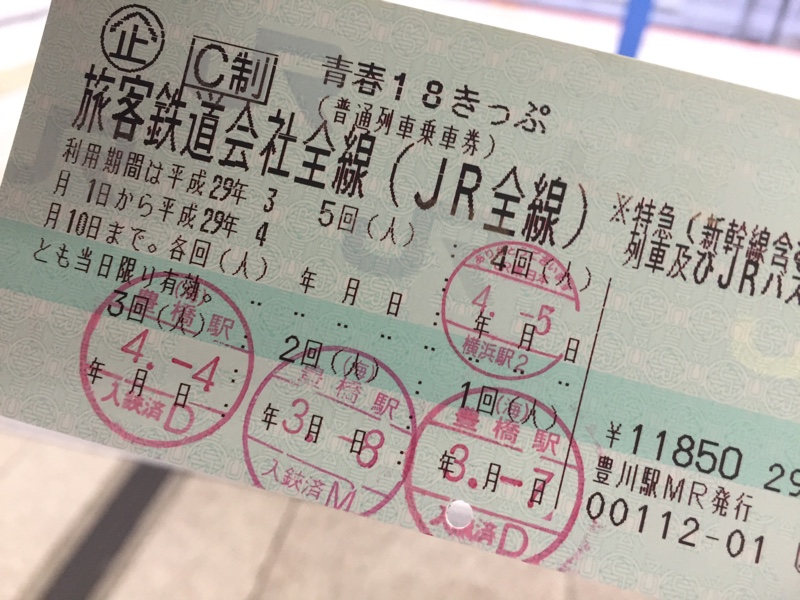 企
C制
青春18きっぷ
(普通列車乗車券)
旅客鉄道会社全線(JR全線)
※特急(新幹線含
列車及びJRバス
利用期間は平成29年 3
月 1日から平成29年 4
月10日まで。各回(人)
とも当日限り有効。
5回(人)
年 月 日
4回(人)
4.-5
年 月 日
横浜駅2
3回(人)
豊橋駅
4.-4
年 月 日
入鋏済D
2回(人)
(海)
豊橋駅
3.-8
年 月 日
入鋏済M
1回(人)
(海)
豊橋駅
3.-7.
年 月 日
入鋏済D
¥11850
29
豊川駅MR発行
00112-01